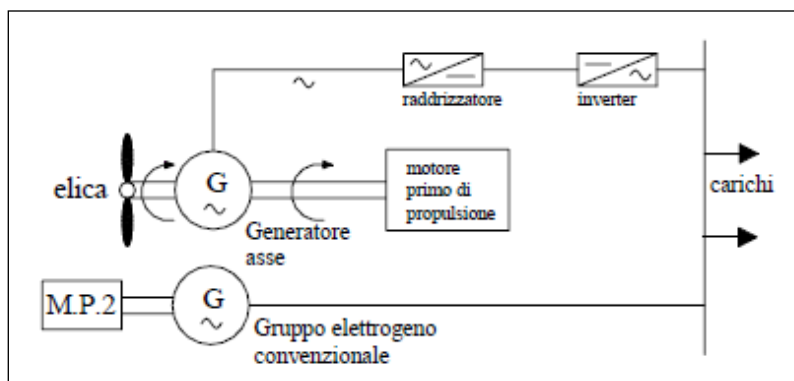 raddrizzatore
inverter
elica
G
motore
primo di
propulsione
carichi
Generatore
asse
M.P.2
G
Gruppo elettrogeno
convenzionale